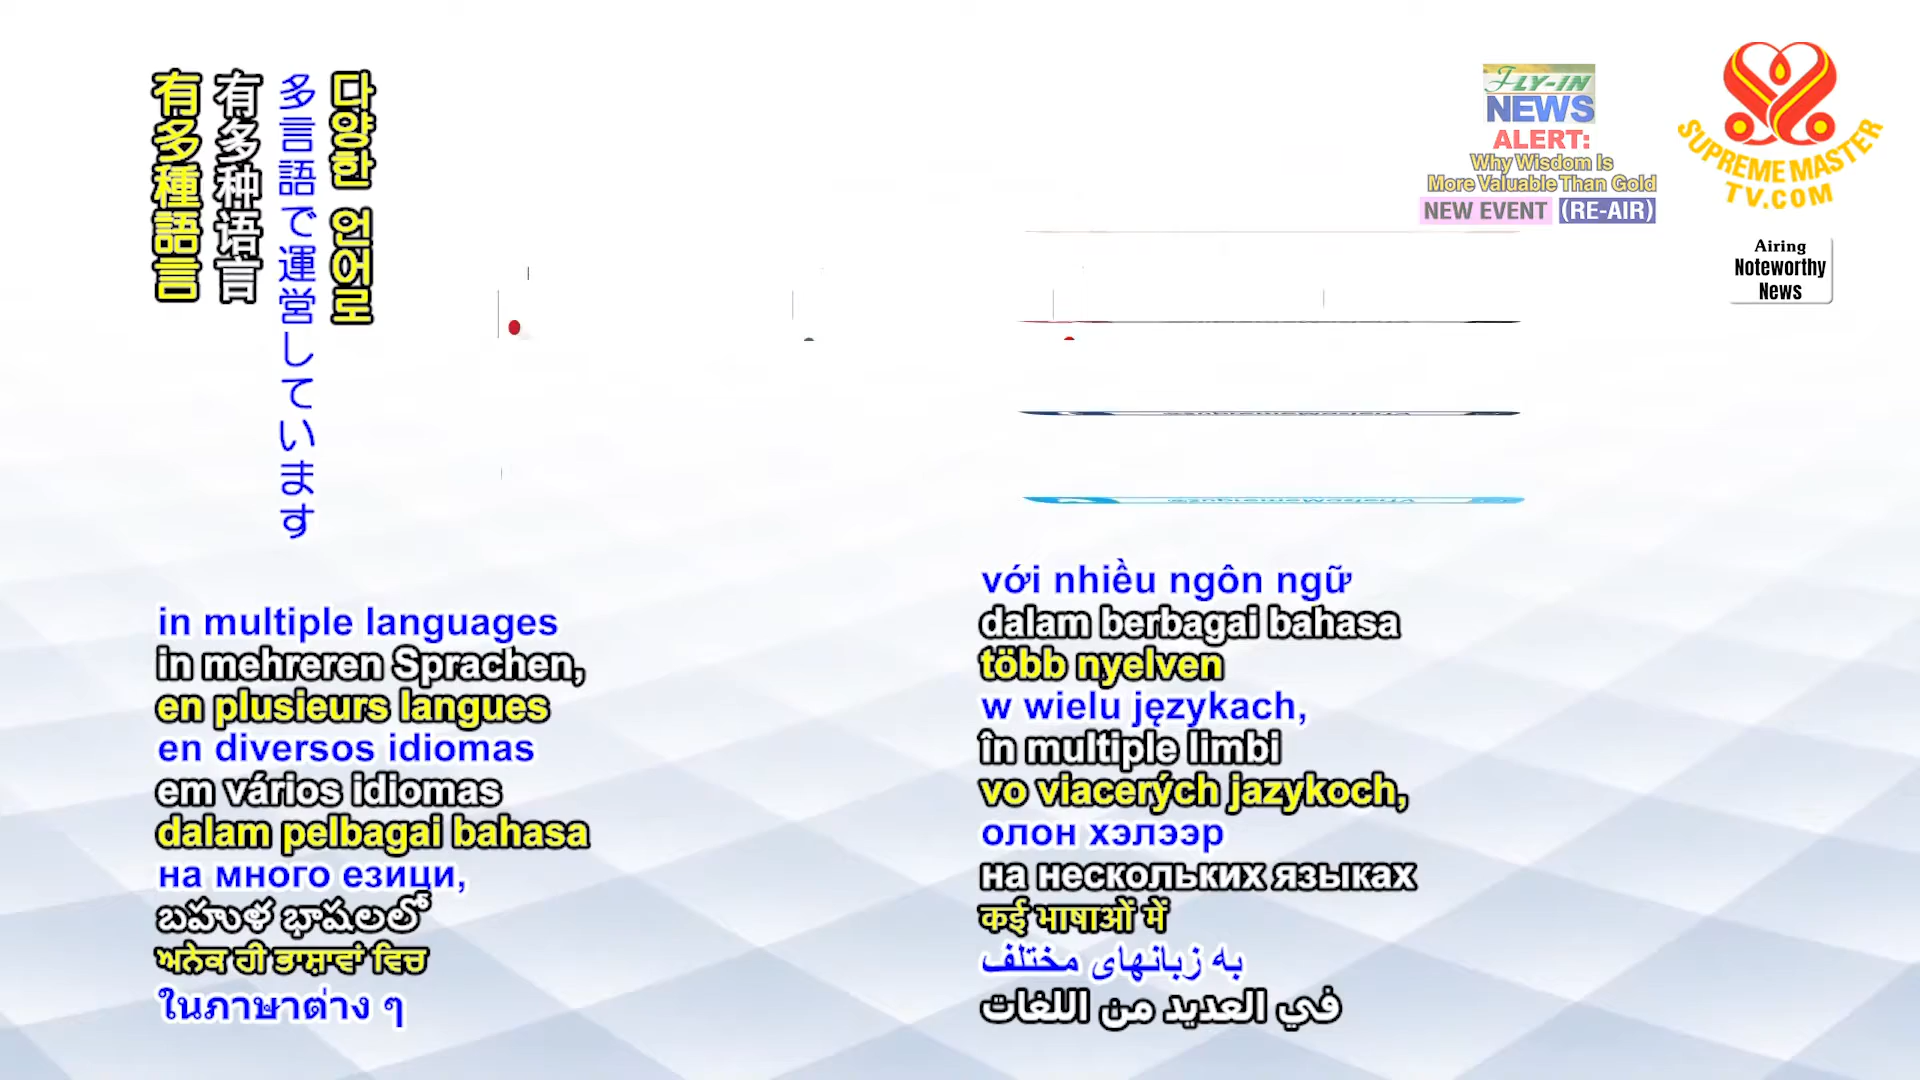 有多種語言
有多种语言
多言語で運営しています
다양한 언어로
FLY-IN
NEWS
ALERT:
Why Wisdom Is
More Valuable Than Gold
NEW EVENT (RE-AIR)
SUPREME MASTER
TV.COM
Airing
Noteworthy
News
in multiple languages
in mehreren Sprachen,
en plusieurs langues
en diversos idiomas
em vários idiomas
dalam pelbagai bahasa
на много езици,
బహుళ భాషలలో
ਅਨੇਕ ਹੀ ਭਾਸ਼ਾਵਾਂ ਵਿਚ
ในภาษาต่าง ๆ
với nhiều ngôn ngữ
dalam berbagai bahasa
több nyelven
w wielu językach,
în multiple limbi
vo viacerých jazykoch,
олон хэлээр
на нескольких языках
कई भाषाओं में
به زبانهای مختلف
في العديد من اللغات